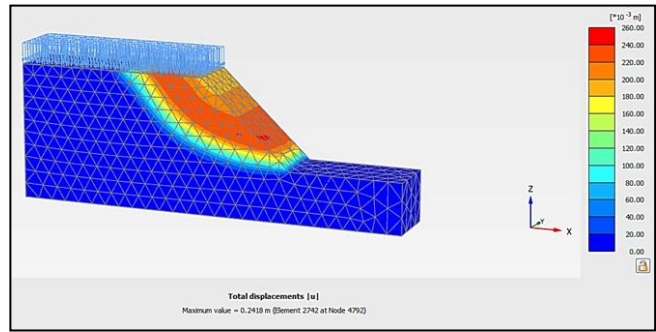 [*10⁻³ m]
260.00
240.00
220.00
200.00
180.00
160.00
140.00
120.00
100.00
80.00
60.00
40.00
20.00
0.00
Z
Y
X
Total displacements |u|
Maximum value = 0.2418 m (Element 2742 at Node 4792)